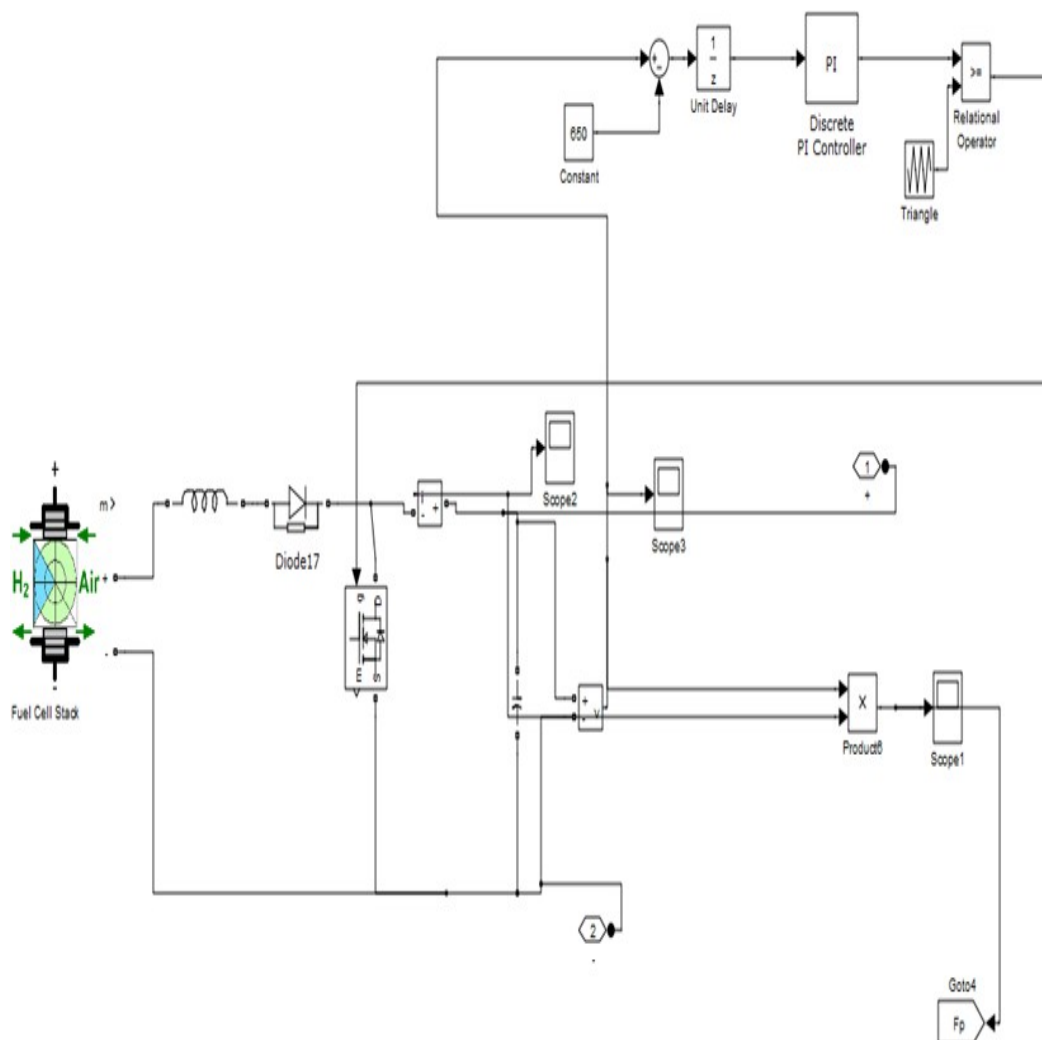 1
z
Unit Delay
PI
Discrete
PI Controller
>=
Relational
Operator
650
Constant
Triangle
+
-
+
m >
H₂
Air
+
-
-
Fuel Cell Stack
Diode17
i
-
+
Scope2
Scope3
1
+
g
D
m
S
+
-
v
X
Product6
Scope1
2
-
Goto4
Fp